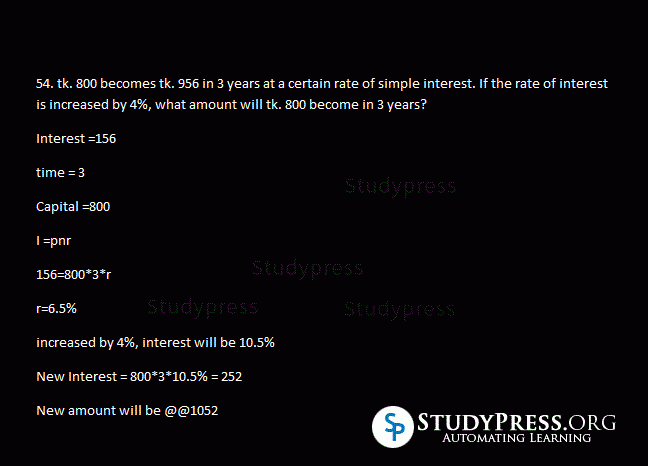 54. tk. 800 becomes tk. 956 in 3 years at a certain rate of simple interest. If the rate of interest
is increased by 4%, what amount will tk. 800 become in 3 years?
Interest =156
time = 3
Studypress
Capital =800
I =pnr
Studypress
156=800*3*r
r=6.5%
Studypress
Studypress
increased by 4%, interest will be 10.5%
New Interest = 800*3*10.5% = 252
New amount will be @@1052
SP
STUDYPRESS.ORG
AUTOMATING LEARNING